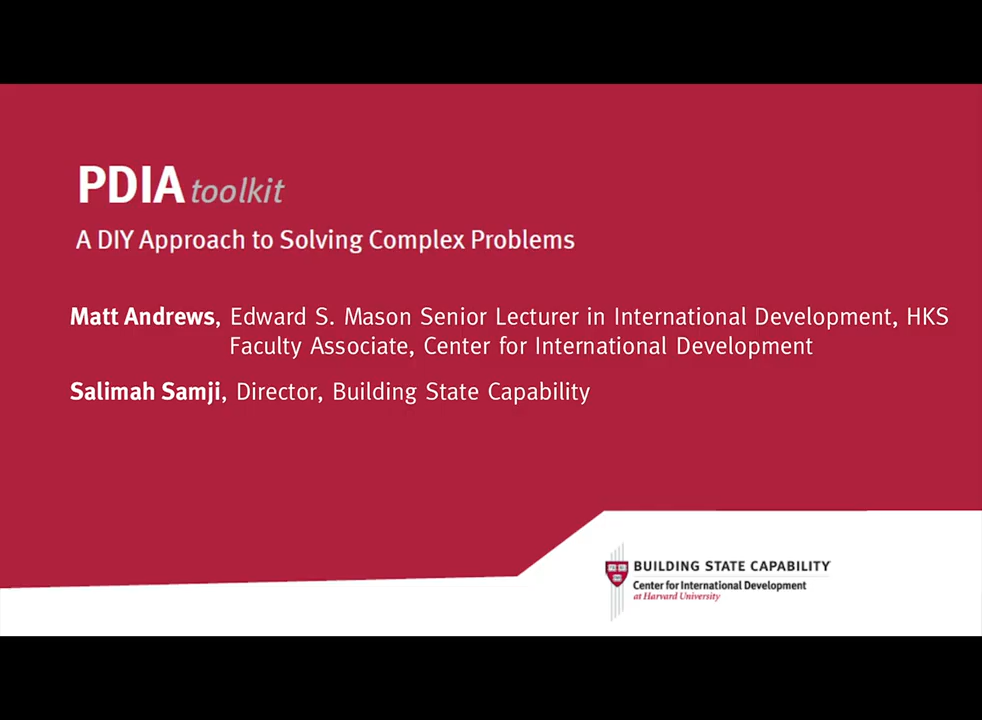 PDIA toolkit
A DIY Approach to Solving Complex Problems
Matt Andrews, Edward S. Mason Senior Lecturer in International Development, HKS
Faculty Associate, Center for International Development
Salimah Samji, Director, Building State Capability
BUILDING STATE CAPABILITY
Center for International Development
at Harvard University